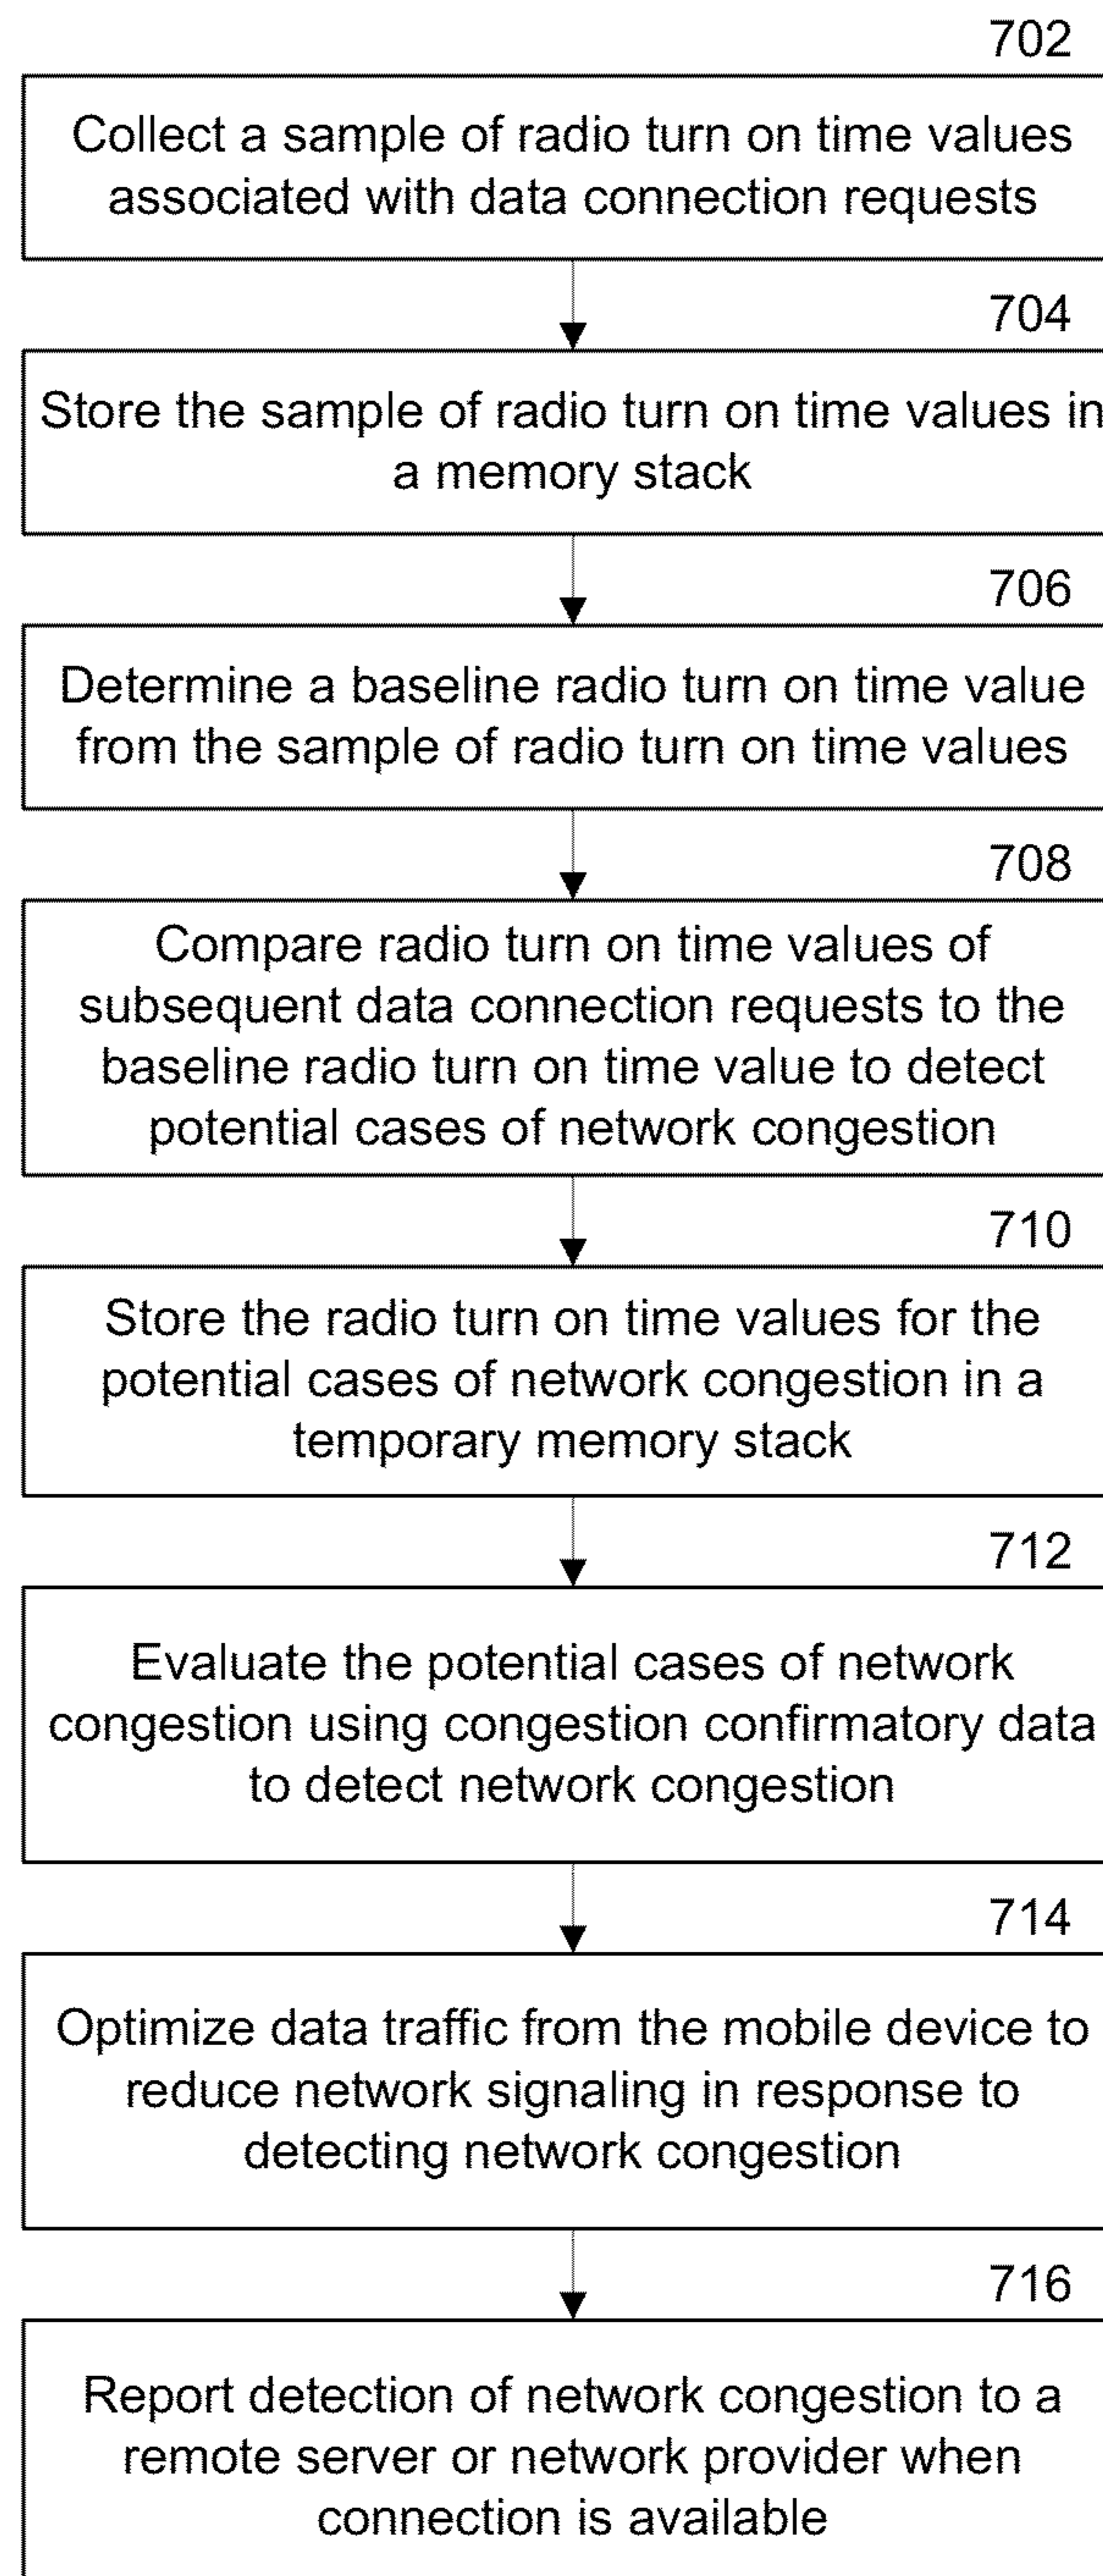 702
Collect a sample of radio turn on time values
associated with data connection requests
704
Store the sample of radio turn on time values in
a memory stack
706
Determine a baseline radio turn on time value
from the sample of radio turn on time values
708
Compare radio turn on time values of
subsequent data connection requests to the
baseline radio turn on time value to detect
potential cases of network congestion
710
Store the radio turn on time values for the
potential cases of network congestion in a
temporary memory stack
712
Evaluate the potential cases of network
congestion using congestion confirmatory data
to detect network congestion
714
Optimize data traffic from the mobile device to
reduce network signaling in response to
detecting network congestion
716
Report detection of network congestion to a
remote server or network provider when
connection is available